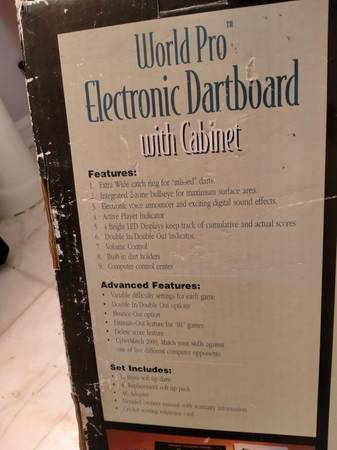 World Pro™
Electronic Dartboard
with Cabinet
Features:
1. Extra Wide catch ring for "missed" darts.
2. Integrated 2-zone bullseye for maximum surface area.
3. Electronic voice announcer and exciting digital sound effects.
4. Active Player Indicator
5. 4 Bright LED Displays keep track of cumulative and actual scores
6. Double In/Double Out Indicator.
7. Volume Control
8. Built-in dart holders
9. Computer control center
Advanced Features:
• Variable difficulty settings for each game
• Double In/Double Out options
• Bounce-Out option
• feature for "01" games
• Delete score feature
• CyberMatch 2000, Match your skills against
one of five different computer opponents
Set Includes:
• soft tip darts
• Replacement soft tip pack
• AC Adaptor
• Detailed owners manual with warranty information
• Cricket scoring reference card